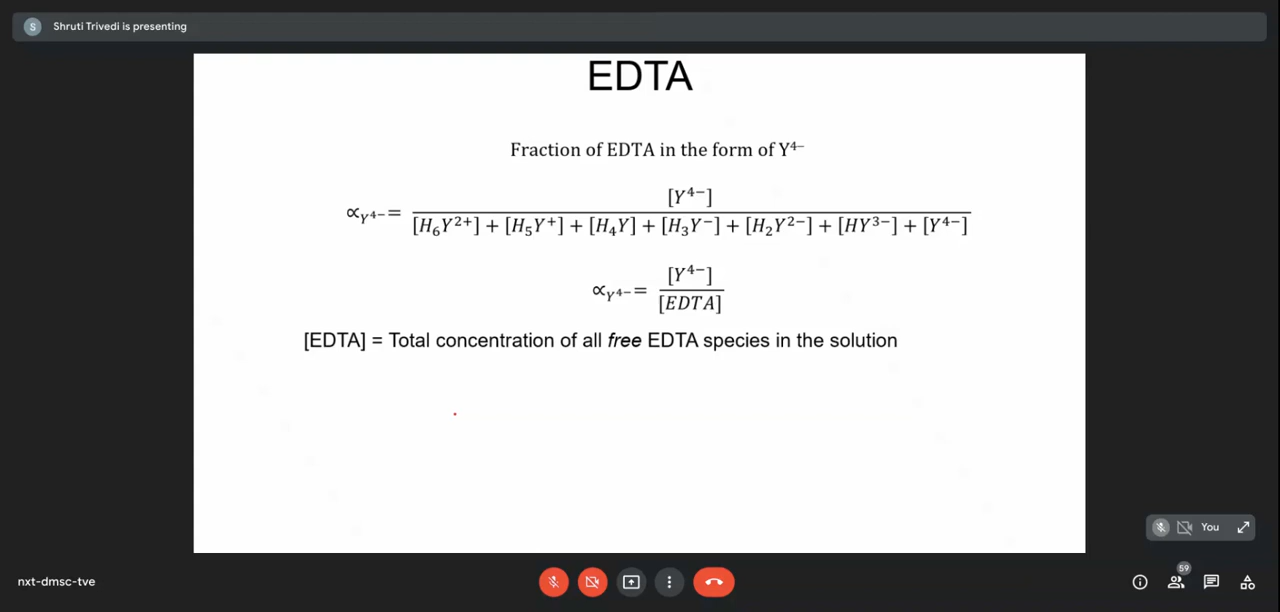 S Shruti Trivedi is presenting
EDTA
Fraction of EDTA in the form of Y⁴⁻
∝_Y⁴⁻ = [Y⁴⁻] / [H₆Y²⁺] + [H₅Y⁺] + [H₄Y] + [H₃Y⁻] + [H₂Y²⁻] + [HY³⁻] + [Y⁴⁻]
∝_Y⁴⁻ = [Y⁴⁻] / [EDTA]
[EDTA] = Total concentration of all free EDTA species in the solution
You
nxt-dmsc-tve
59